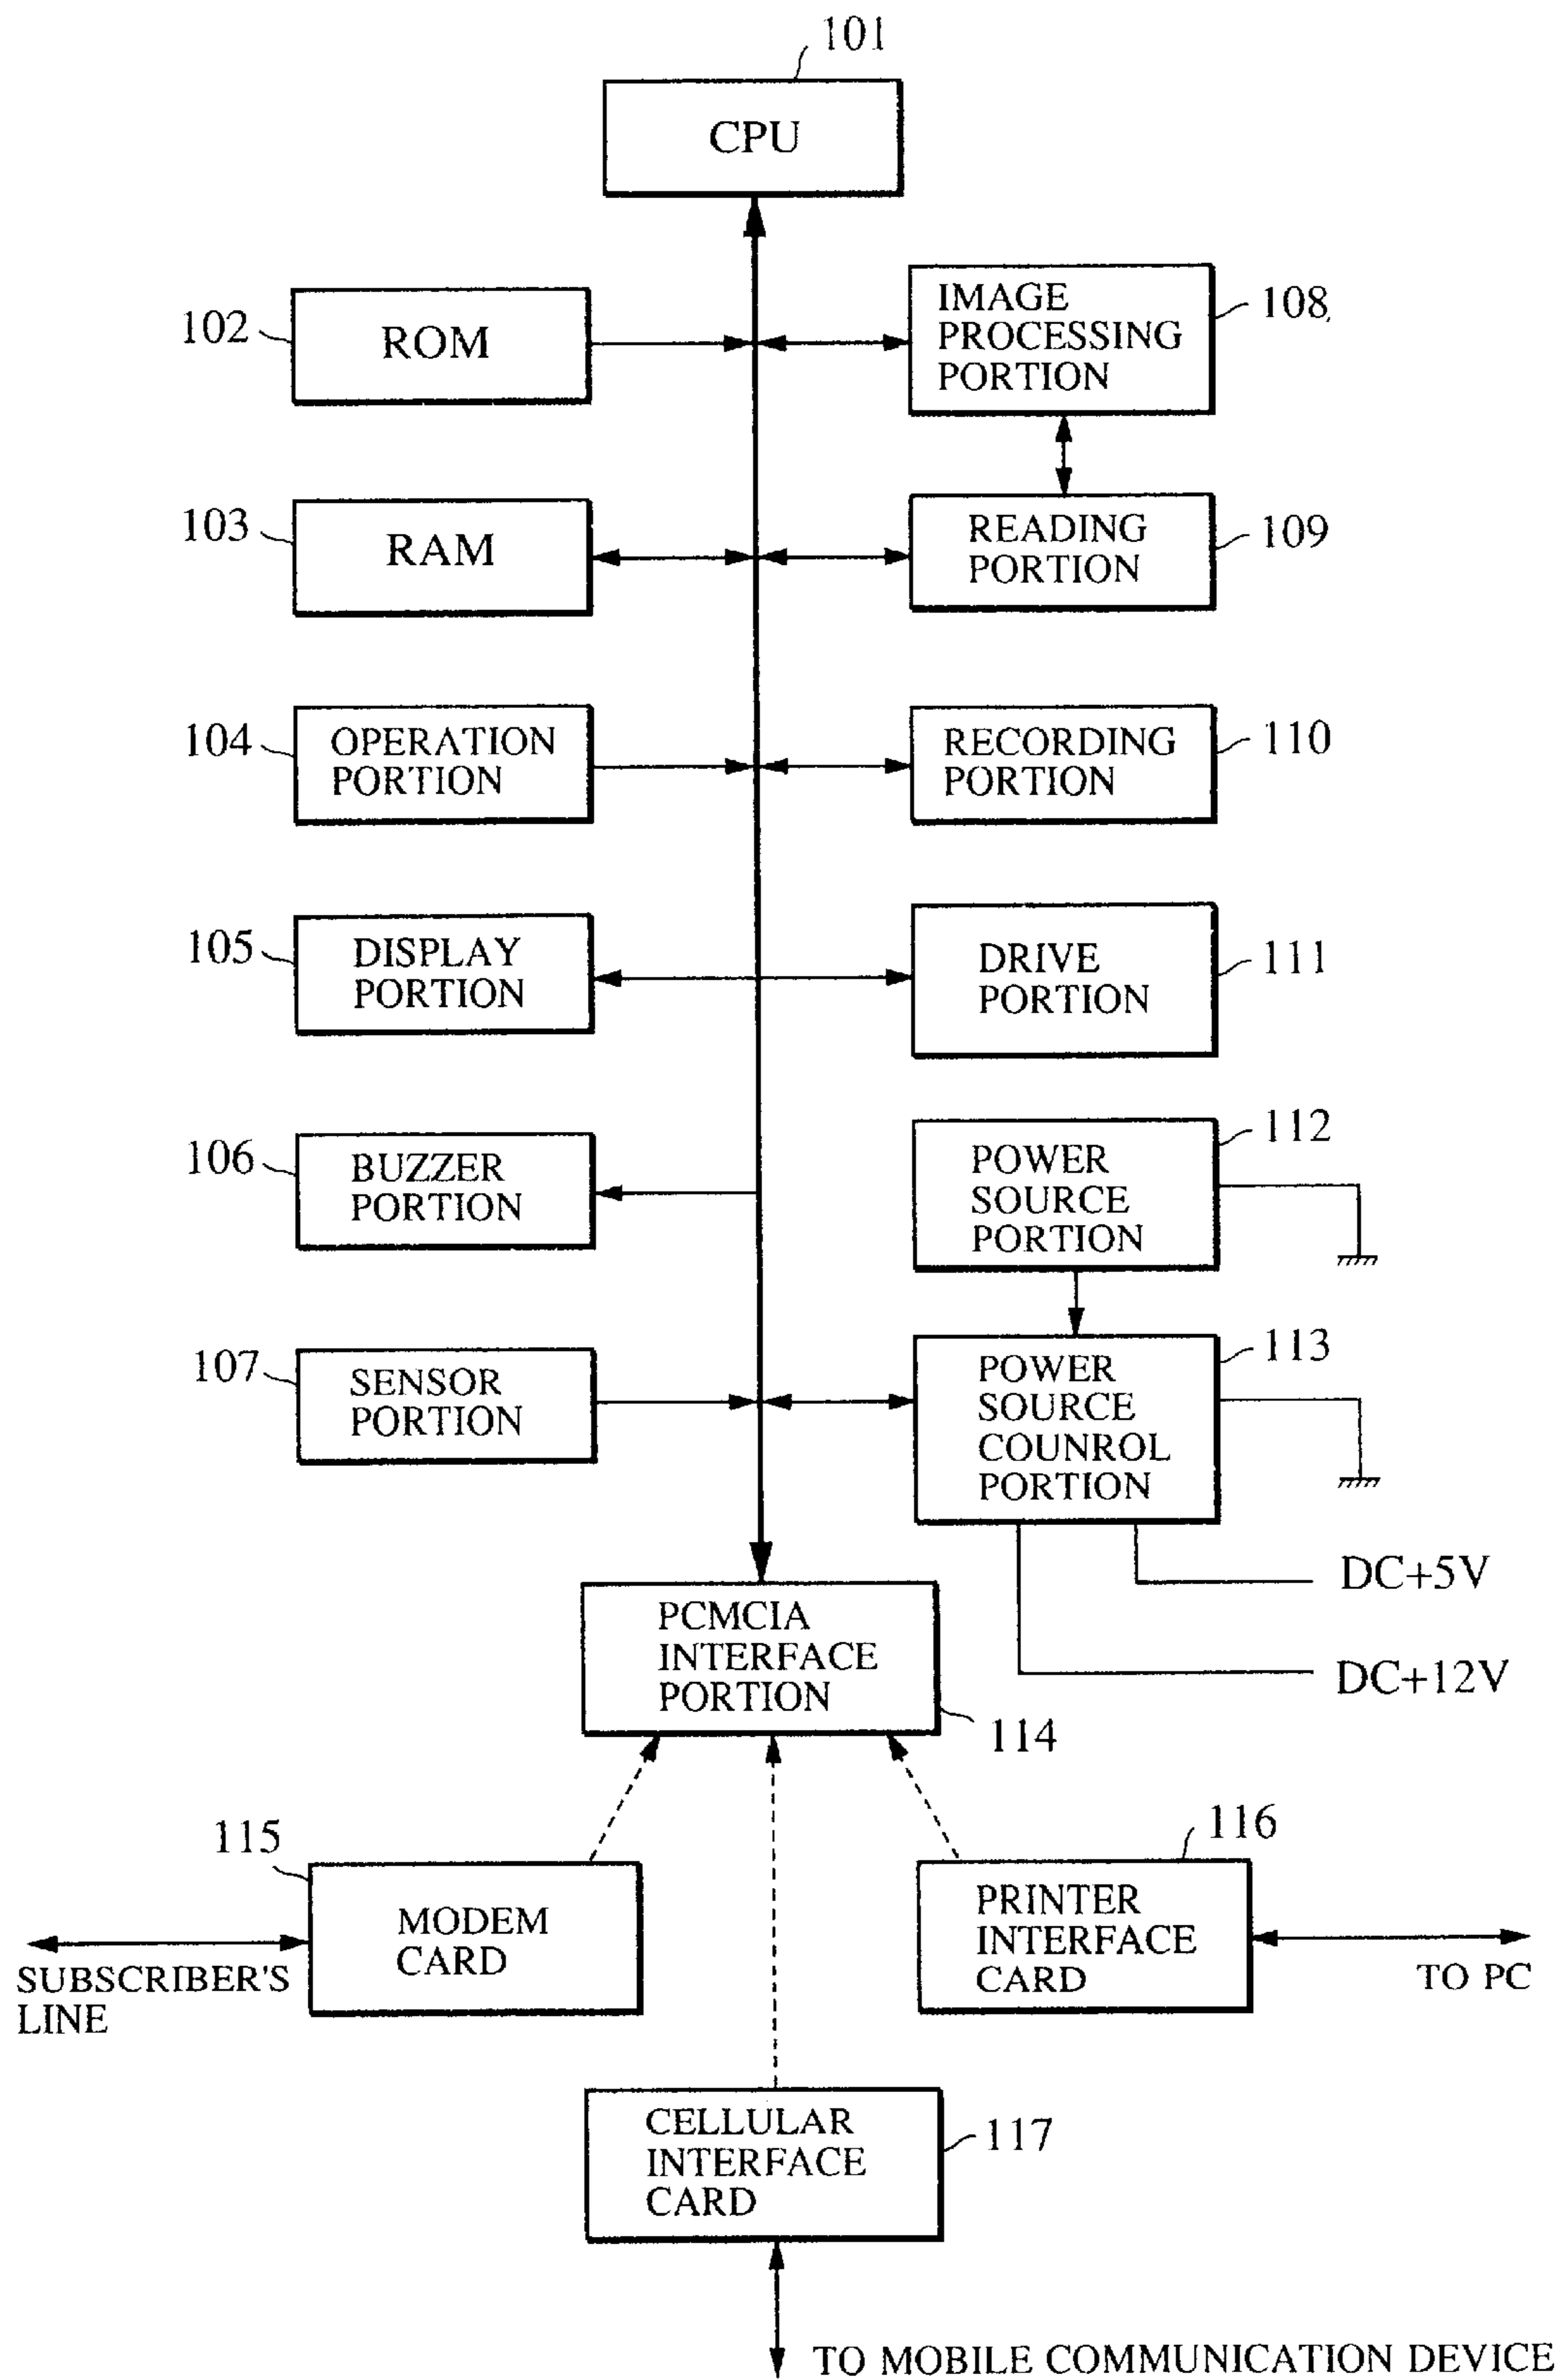 101
CPU
102
ROM
IMAGE
PROCESSING
PORTION
108
103
RAM
READING
PORTION
109
104
OPERATION
PORTION
RECORDING
PORTION
110
105
DISPLAY
PORTION
DRIVE
PORTION
111
106
BUZZER
PORTION
POWER
SOURCE
PORTION
112
107
SENSOR
PORTION
POWER
SOURCE
COUNROL
PORTION
113
DC+5V
DC+12V
PCMCIA
INTERFACE
PORTION
114
115
MODEM
CARD
SUBSCRIBER'S
LINE
116
PRINTER
INTERFACE
CARD
TO PC
CELLULAR
INTERFACE
CARD
117
TO MOBILE COMMUNICATION DEVICE